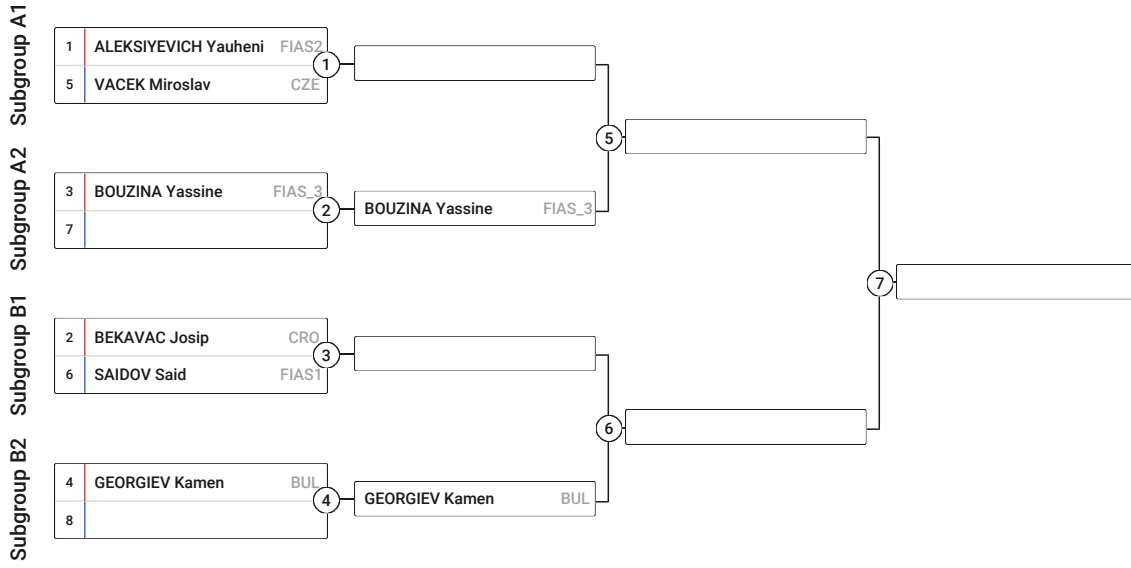 Subgroup A1
1 ALEKSIYEVICH Yauheni FIAS2
5 VACEK Miroslav CZE
1
5
Subgroup A2
3 BOUZINA Yassine FIAS_3
7
2
BOUZINA Yassine FIAS_3
7
Subgroup B1
2 BEKAVAC Josip CRO
6 SAIDOV Said FIAS1
3
6
Subgroup B2
4 GEORGIEV Kamen BUL
8
4
GEORGIEV Kamen BUL